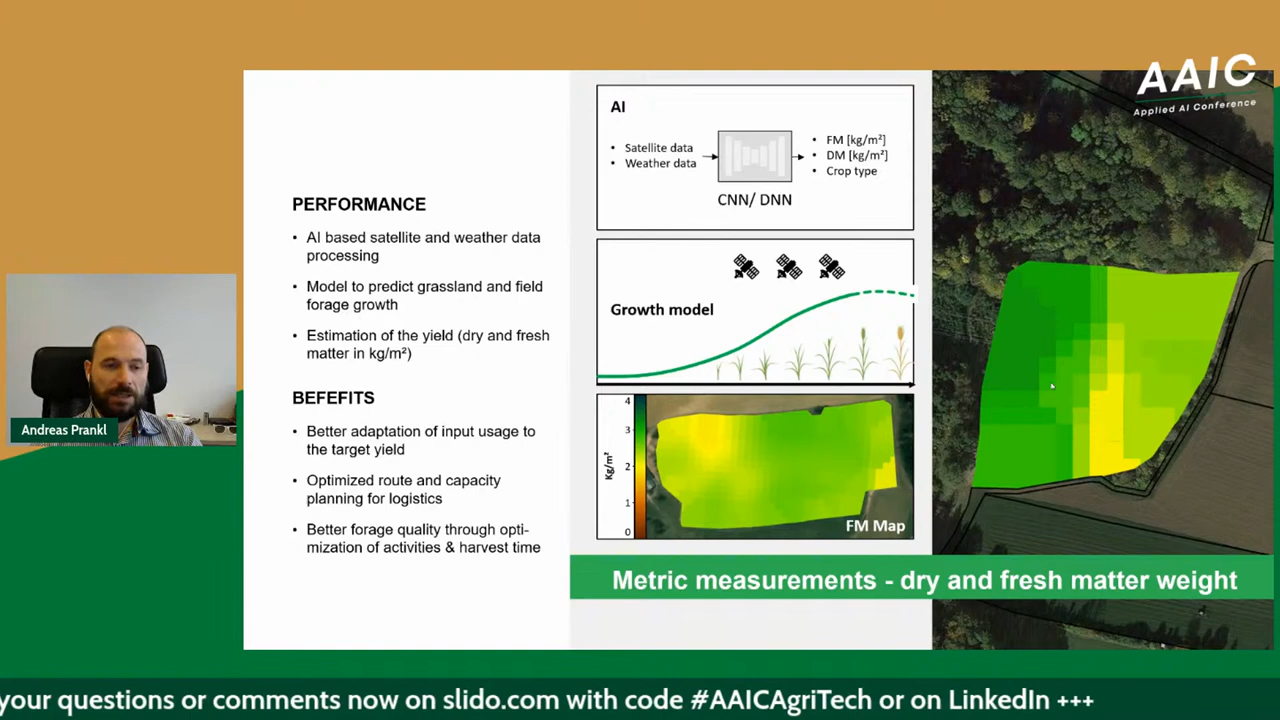 AAIC
Applied AI Conference
PERFORMANCE
• AI based satellite and weather data
processing
• Model to predict grassland and field
forage growth
• Estimation of the yield (dry and fresh
matter in kg/m²)
BEFEFITS
• Better adaptation of input usage to
the target yield
• Optimized route and capacity
planning for logistics
• Better forage quality through opti-
mization of activities & harvest time
AI
• Satellite data
• Weather data
CNN/ DNN
• FM [kg/m²]
• DM [kg/m²]
• Crop type
Growth model
Kg/m²
4
3
2
1
0
FM Map
Metric measurements - dry and fresh matter weight
Andreas Prankl
your questions or comments now on slido.com with code #AAICAgriTech or on LinkedIn +++